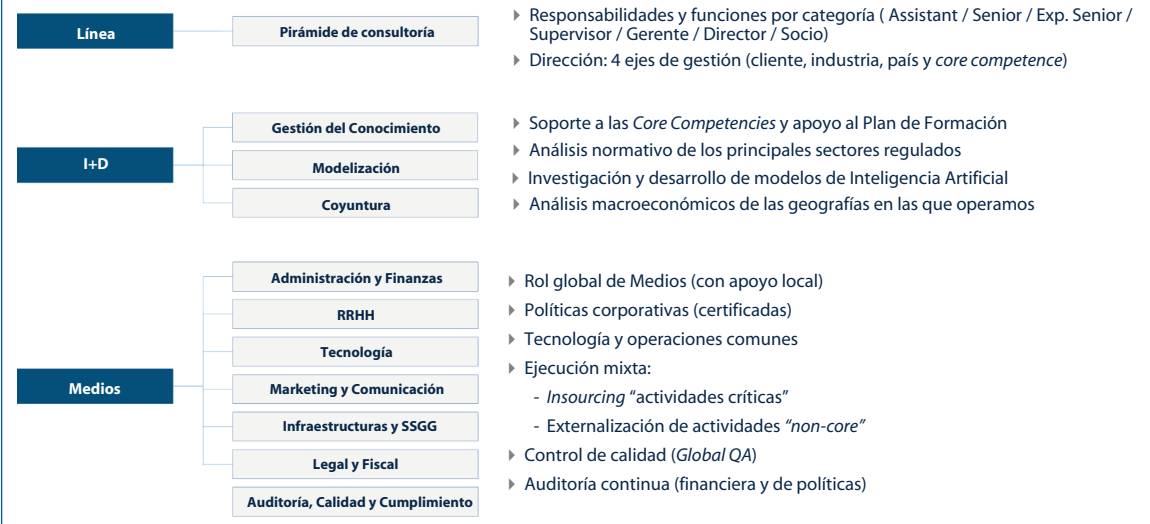 Línea
Pirámide de consultoría
Responsabilidades y funciones por categoría ( Assistant / Senior / Exp. Senior /
Supervisor / Gerente / Director / Socio)
Dirección: 4 ejes de gestión (cliente, industria, país y core competence)
I+D
Gestión del Conocimiento
Modelización
Coyuntura
Soporte a las Core Competencies y apoyo al Plan de Formación
Análisis normativo de los principales sectores regulados
Investigación y desarrollo de modelos de Inteligencia Artificial
Análisis macroeconómicos de las geografías en las que operamos
Medios
Administración y Finanzas
RRHH
Tecnología
Marketing y Comunicación
Infraestructuras y SSGG
Legal y Fiscal
Auditoría, Calidad y Cumplimiento
Rol global de Medios (con apoyo local)
Políticas corporativas (certificadas)
Tecnología y operaciones comunes
Ejecución mixta:
- Insourcing “actividades críticas”
- Externalización de actividades “non-core”
Control de calidad (Global QA)
Auditoría continua (financiera y de políticas)